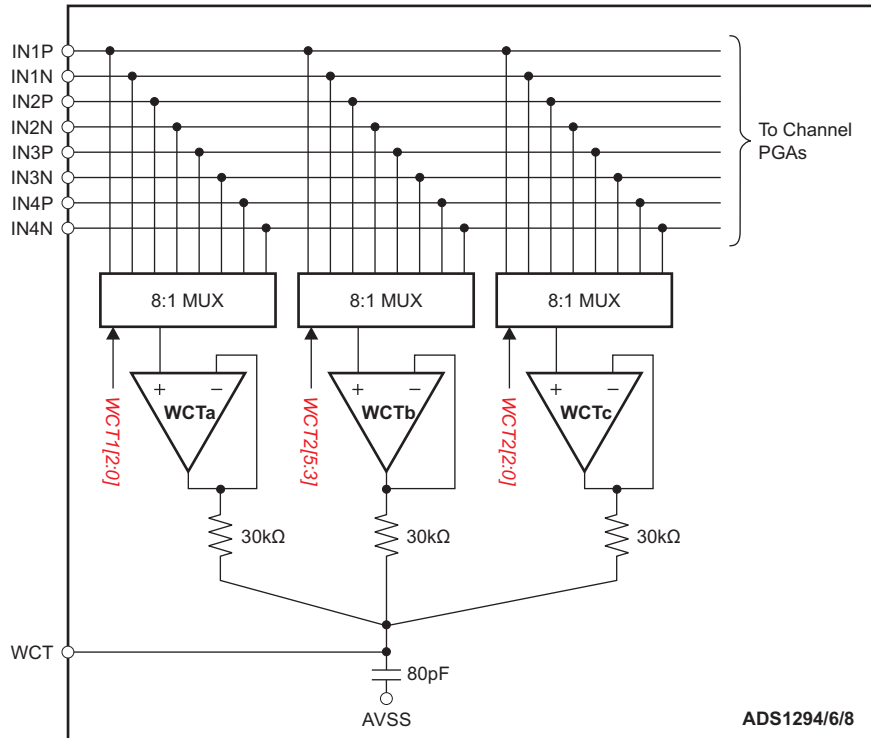 IN1P
IN1N
IN2P
IN2N
IN3P
IN3N
IN4P
IN4N
To Channel
PGAs
8:1 MUX
8:1 MUX
8:1 MUX
WCT1[2:0]
+
−
WCTa
WCT2[5:3]
+
−
WCTb
WCT2[2:0]
+
−
WCTc
30kΩ
30kΩ
30kΩ
WCT
80pF
AVSS
ADS1294/6/8